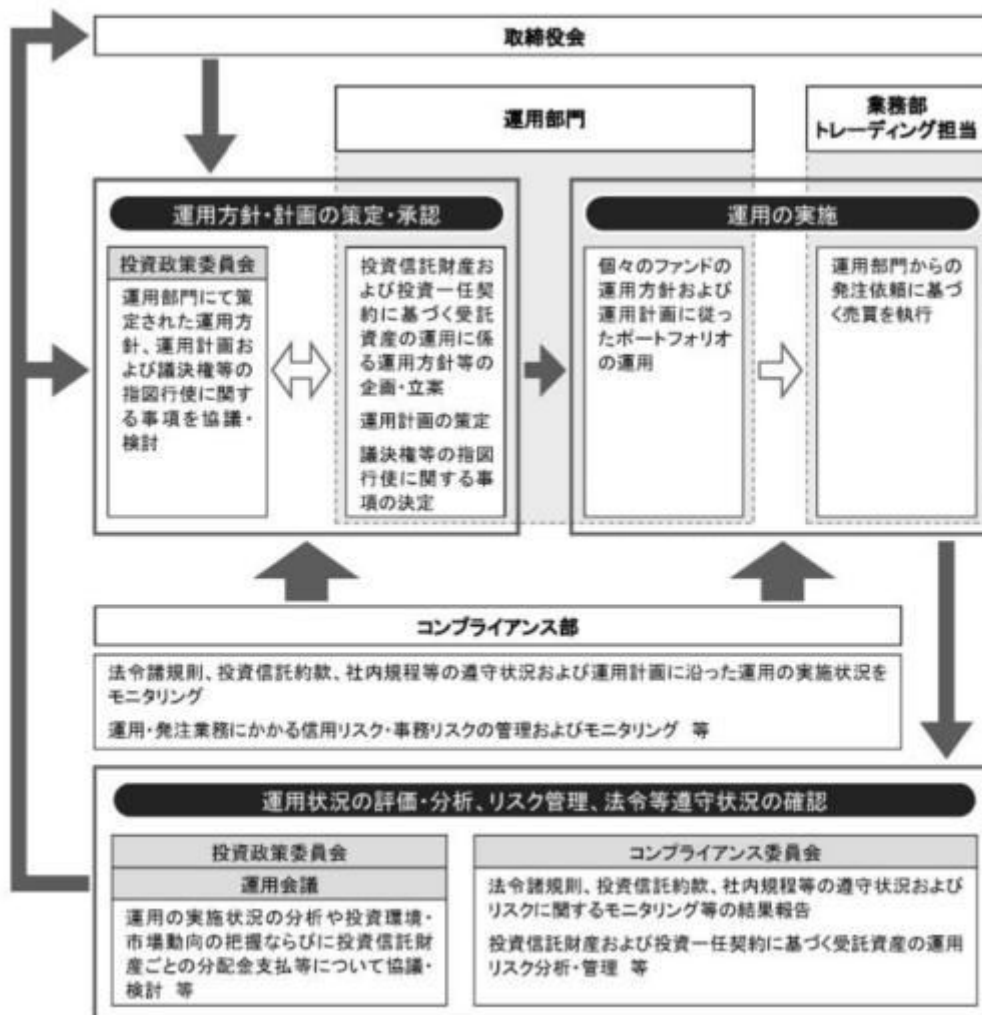 取締役会
運用部門
業務部
トレーディング担当
運用方針・計画の策定・承認
投資政策委員会
運用部門にて策
定された運用方
針、運用計画お
よび議決権等の
指図行使に関す
る事項を協議・
検討
投資信託財産お
よび投資一任契
約に基づく受託
資産の運用に係
る運用方針等の
企画・立案
運用計画の策定
議決権等の指図
行使に関する事
項の決定
運用の実施
個々のファンドの
運用方針および
運用計画に従っ
たポートフォリオ
の運用
運用部門からの
発注依頼に基づ
く売買を執行
コンプライアンス部
法令諸規則、投資信託約款、社内規程等の遵守状況および運用計画に沿った運用の実施状況を
モニタリング
運用・発注業務にかかる信用リスク・事務リスクの管理およびモニタリング 等
運用状況の評価・分析、リスク管理、法令等遵守状況の確認
投資政策委員会
運用会議
運用の実施状況の分析や投資環境・
市場動向の把握ならびに投資信託財
産ごとの分配金支払等について協議・
検討 等
コンプライアンス委員会
法令諸規則、投資信託約款、社内規程等の遵守状況および
リスクに関するモニタリング等の結果報告
投資信託財産および投資一任契約に基づく受託資産の運用
リスク分析・管理 等